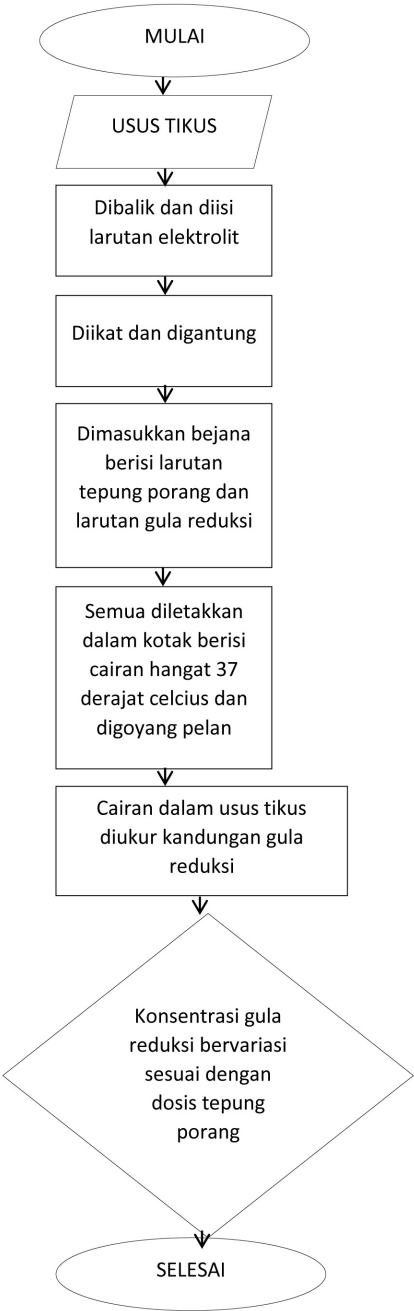 MULAI
USUS TIKUS
Dibalik dan diisi
larutan elektrolit
Diikat dan digantung
Dimasukkan bejana
berisi larutan
tepung porang dan
larutan gula reduksi
Semua diletakkan
dalam kotak berisi
cairan hangat 37
derajat celcius dan
digoyang pelan
Cairan dalam usus tikus
diukur kandungan gula
reduksi
Konsentrasi gula
reduksi bervariasi
sesuai dengan
dosis tepung
porang
SELESAI